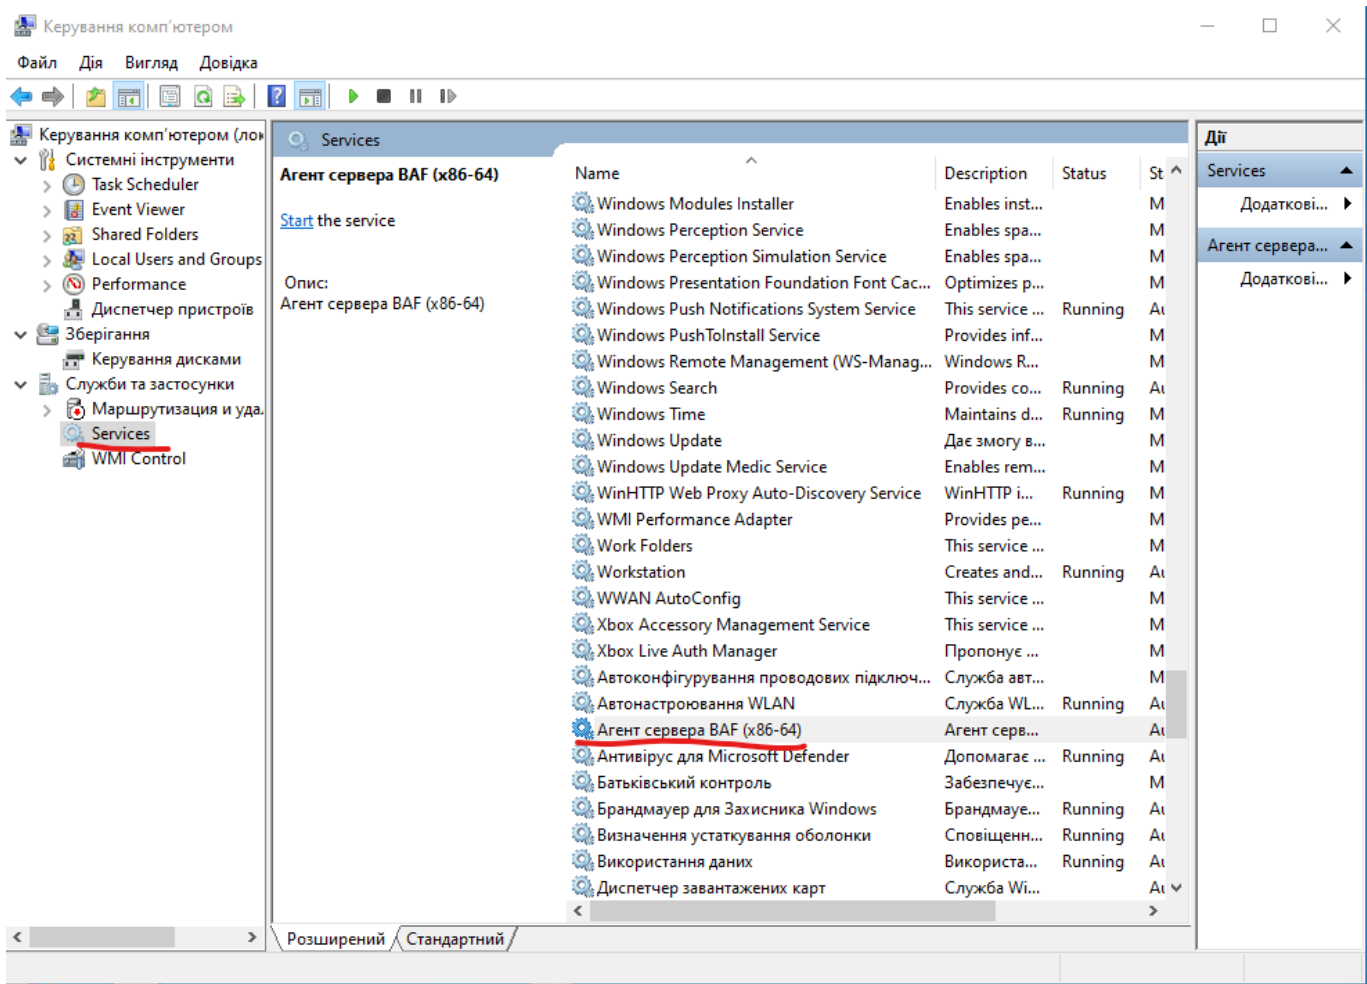 Керування комп'ютером
Файл Дія Вигляд Довідка
Керування комп'ютером (лок
Системні інструменти
Task Scheduler
Event Viewer
Shared Folders
Local Users and Groups
Performance
Диспетчер пристроїв
Зберігання
Керування дисками
Служби та застосунки
Маршрутизация и уда.
Services
WMI Control
Services
Агент сервера BAF (x86-64)
Start the service
Опис:
Агент сервера BAF (x86-64)
Name Description Status St
Windows Modules Installer Enables inst... M
Windows Perception Service Enables spa... M
Windows Perception Simulation Service Enables spa... M
Windows Presentation Foundation Font Cac... Optimizes p... M
Windows Push Notifications System Service This service ... Running Au
Windows PushToInstall Service Provides inf... M
Windows Remote Management (WS-Manag... Windows R... M
Windows Search Provides co... Running Au
Windows Time Maintains d... Running M
Windows Update Дає змогу в... M
Windows Update Medic Service Enables rem... M
WinHTTP Web Proxy Auto-Discovery Service WinHTTP i... Running M
WMI Performance Adapter Provides pe... M
Work Folders This service ... M
Workstation Creates and... Running Au
WWAN AutoConfig This service ... M
Xbox Accessory Management Service This service ... M
Xbox Live Auth Manager Пропонує ... M
Автоконфігурування проводових підключ... Служба авт... M
Автонастроювання WLAN Служба WL... Running Au
Агент сервера BAF (x86-64) Агент серв... Au
Антивірус для Microsoft Defender Допомагає ... Running Au
Батьківський контроль Забезпечує... M
Брандмауер для Захисника Windows Брандмауе... Running Au
Визначення устаткування оболонки Сповіщенн... Running Au
Використання даних Використа... Running Au
Диспетчер завантажених карт Служба Wi... Au
Розширений Стандартний
Дії
Services
Додаткові...
Агент сервера...
Додаткові...